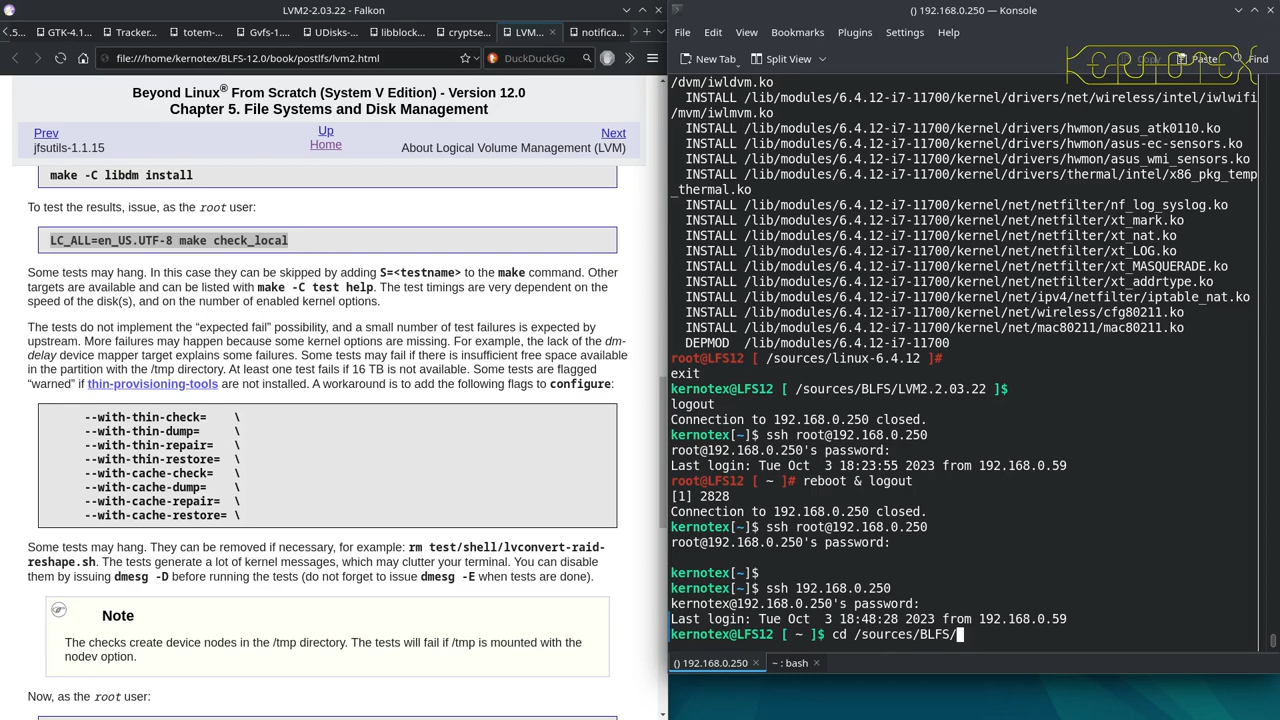 LVM2-2.03.22 - Falkon
.5...
GTK-4.1...
Tracker...
totem-...
Gvfs-1....
UDisks-...
libblock...
cryptse...
LVM...
notifica...
file:///home/kernotex/BLFS-12.0/book/postlfs/lvm2.html
DuckDuckGo
Beyond Linux® From Scratch (System V Edition) - Version 12.0
Chapter 5. File Systems and Disk Management
Prev
Up
Next
jfsutils-1.1.15
Home
About Logical Volume Management (LVM)
make -C libdm install
To test the results, issue, as the root user:
LC_ALL=en_US.UTF-8 make check_local
Some tests may hang. In this case they can be skipped by adding S=<testname> to the make command. Other
targets are available and can be listed with make -C test help. The test timings are very dependent on the
speed of the disk(s), and on the number of enabled kernel options.
The tests do not implement the “expected fail” possibility, and a small number of test failures is expected by
upstream. More failures may happen because some kernel options are missing. For example, the lack of the dm-
delay device mapper target explains some failures. Some tests may fail if there is insufficient free space available
in the partition with the /tmp directory. At least one test fails if 16 TB is not available. Some tests are flagged
“warned” if thin-provisioning-tools are not installed. A workaround is to add the following flags to configure:
--with-thin-check= \
--with-thin-dump= \
--with-thin-repair= \
--with-thin-restore= \
--with-cache-check= \
--with-cache-dump= \
--with-cache-repair= \
--with-cache-restore= \
Some tests may hang. They can be removed if necessary, for example: rm test/shell/lvconvert-raid-
reshape.sh. The tests generate a lot of kernel messages, which may clutter your terminal. You can disable
them by issuing dmesg -D before running the tests (do not forget to issue dmesg -E when tests are done).
Note
The checks create device nodes in the /tmp directory. The tests will fail if /tmp is mounted with the
nodev option.
Now, as the root user:
() 192.168.0.250 — Konsole
File Edit View Bookmarks Plugins Settings Help
New Tab
Split View
Copy
Paste
Find
KERNOTEX
/dvm/iwldvm.ko
INSTALL /lib/modules/6.4.12-i7-11700/kernel/drivers/net/wireless/intel/iwlwifi
/mvm/iwlmvm.ko
INSTALL /lib/modules/6.4.12-i7-11700/kernel/drivers/hwmon/asus_atk0110.ko
INSTALL /lib/modules/6.4.12-i7-11700/kernel/drivers/hwmon/asus-ec-sensors.ko
INSTALL /lib/modules/6.4.12-i7-11700/kernel/drivers/hwmon/asus_wmi_sensors.ko
INSTALL /lib/modules/6.4.12-i7-11700/kernel/drivers/thermal/intel/x86_pkg_temp
_thermal.ko
INSTALL /lib/modules/6.4.12-i7-11700/kernel/net/netfilter/nf_log_syslog.ko
INSTALL /lib/modules/6.4.12-i7-11700/kernel/net/netfilter/xt_mark.ko
INSTALL /lib/modules/6.4.12-i7-11700/kernel/net/netfilter/xt_nat.ko
INSTALL /lib/modules/6.4.12-i7-11700/kernel/net/netfilter/xt_LOG.ko
INSTALL /lib/modules/6.4.12-i7-11700/kernel/net/netfilter/xt_MASQUERADE.ko
INSTALL /lib/modules/6.4.12-i7-11700/kernel/net/netfilter/xt_addrtype.ko
INSTALL /lib/modules/6.4.12-i7-11700/kernel/net/ipv4/netfilter/iptable_nat.ko
INSTALL /lib/modules/6.4.12-i7-11700/kernel/net/wireless/cfg80211.ko
INSTALL /lib/modules/6.4.12-i7-11700/kernel/net/mac80211/mac80211.ko
DEPMOD /lib/modules/6.4.12-i7-11700
root@LFS12 [ /sources/linux-6.4.12 ]#
exit
kernotex@LFS12 [ /sources/BLFS/LVM2.2.03.22 ]$
logout
Connection to 192.168.0.250 closed.
kernotex[~]$ ssh root@192.168.0.250
root@192.168.0.250's password:
Last login: Tue Oct  3 18:23:55 2023 from 192.168.0.59
root@LFS12 [ ~ ]# reboot & logout
[1] 2828
Connection to 192.168.0.250 closed.
kernotex[~]$ ssh root@192.168.0.250
root@192.168.0.250's password:
kernotex[~]$
kernotex[~]$ ssh 192.168.0.250
kernotex@192.168.0.250's password:
Last login: Tue Oct  3 18:48:28 2023 from 192.168.0.59
kernotex@LFS12 [ ~ ]$ cd /sources/BLFS/
() 192.168.0.250
~ : bash